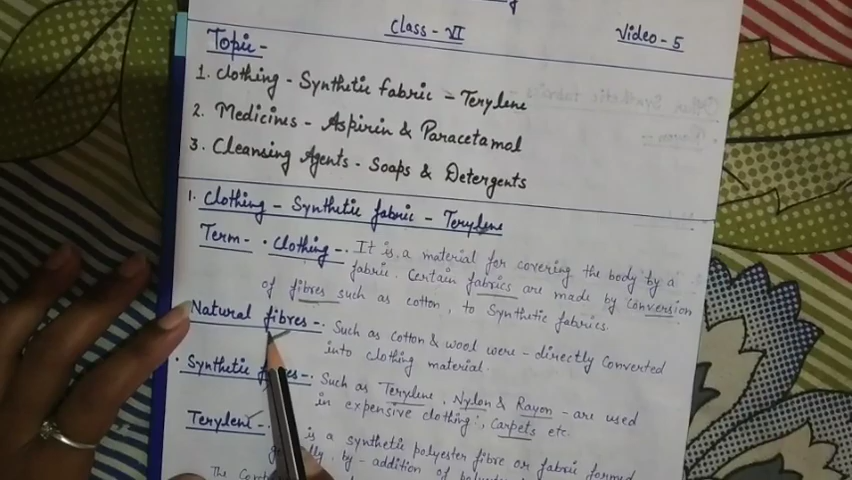 Class - VI
Video - 5
Topic -
1. Clothing - Synthetic fabric - Terylene
2. Medicines - Aspirin & Paracetamol
3. Cleansing Agents - Soaps & Detergents
1. Clothing - Synthetic fabric - Terylene
Term - • Clothing - • It is a material for covering the body by a
fabric. Certain fabrics are made by conversion
of fibres such as cotton, to Synthetic fabrics.
Natural fibres - • Such as cotton & wool were - directly converted
into clothing material.
• Synthetic - • Such as Terylene, Nylon & Rayon - are used
in expensive clothing, Carpets etc.
Terylene - is a synthetic polyester fibre or fabric formed
by - addition of
The